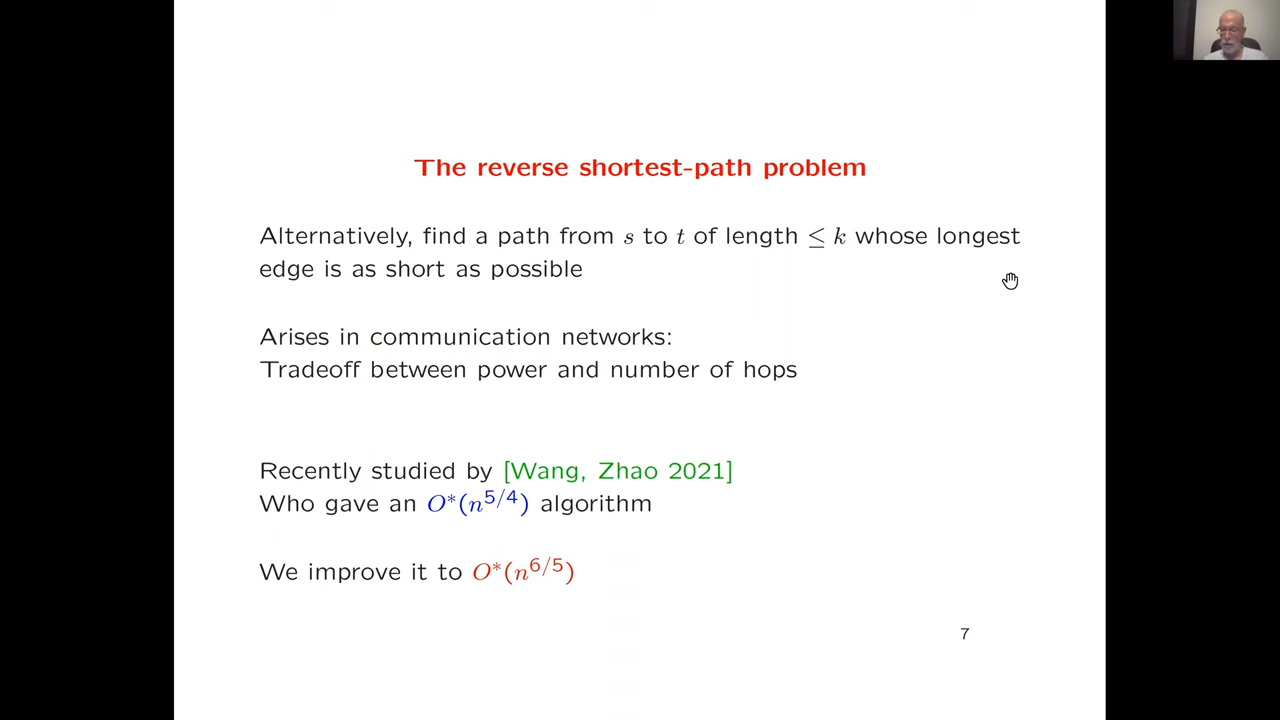 The reverse shortest-path problem
Alternatively, find a path from s to t of length ≤ k whose longest
edge is as short as possible
Arises in communication networks:
Tradeoff between power and number of hops
Recently studied by [Wang, Zhao 2021]
Who gave an O*(n^{5/4}) algorithm
We improve it to O*(n^{6/5})
7